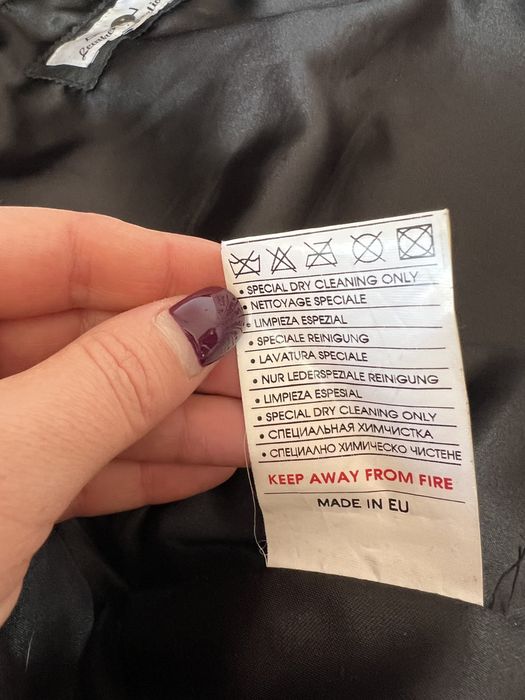 • SPECIAL DRY CLEANING ONLY
• NETTOYAGE SPECIALE
• LIMPIEZA ESPEZIAL
• SPECIALE REINIGUNG
• LAVATURA SPECIALE
• NUR LEDERSPEZIALE REINIGUNG
• LIMPIEZA ESPESIAL
• SPECIAL DRY CLEANING ONLY
• СПЕЦИАЛЬНАЯ ХИМЧИСТКА
• СПЕЦИАЛНО ХИМИЧЕСКО ЧИСТЕНЕ
KEEP AWAY FROM FIRE
MADE IN EU